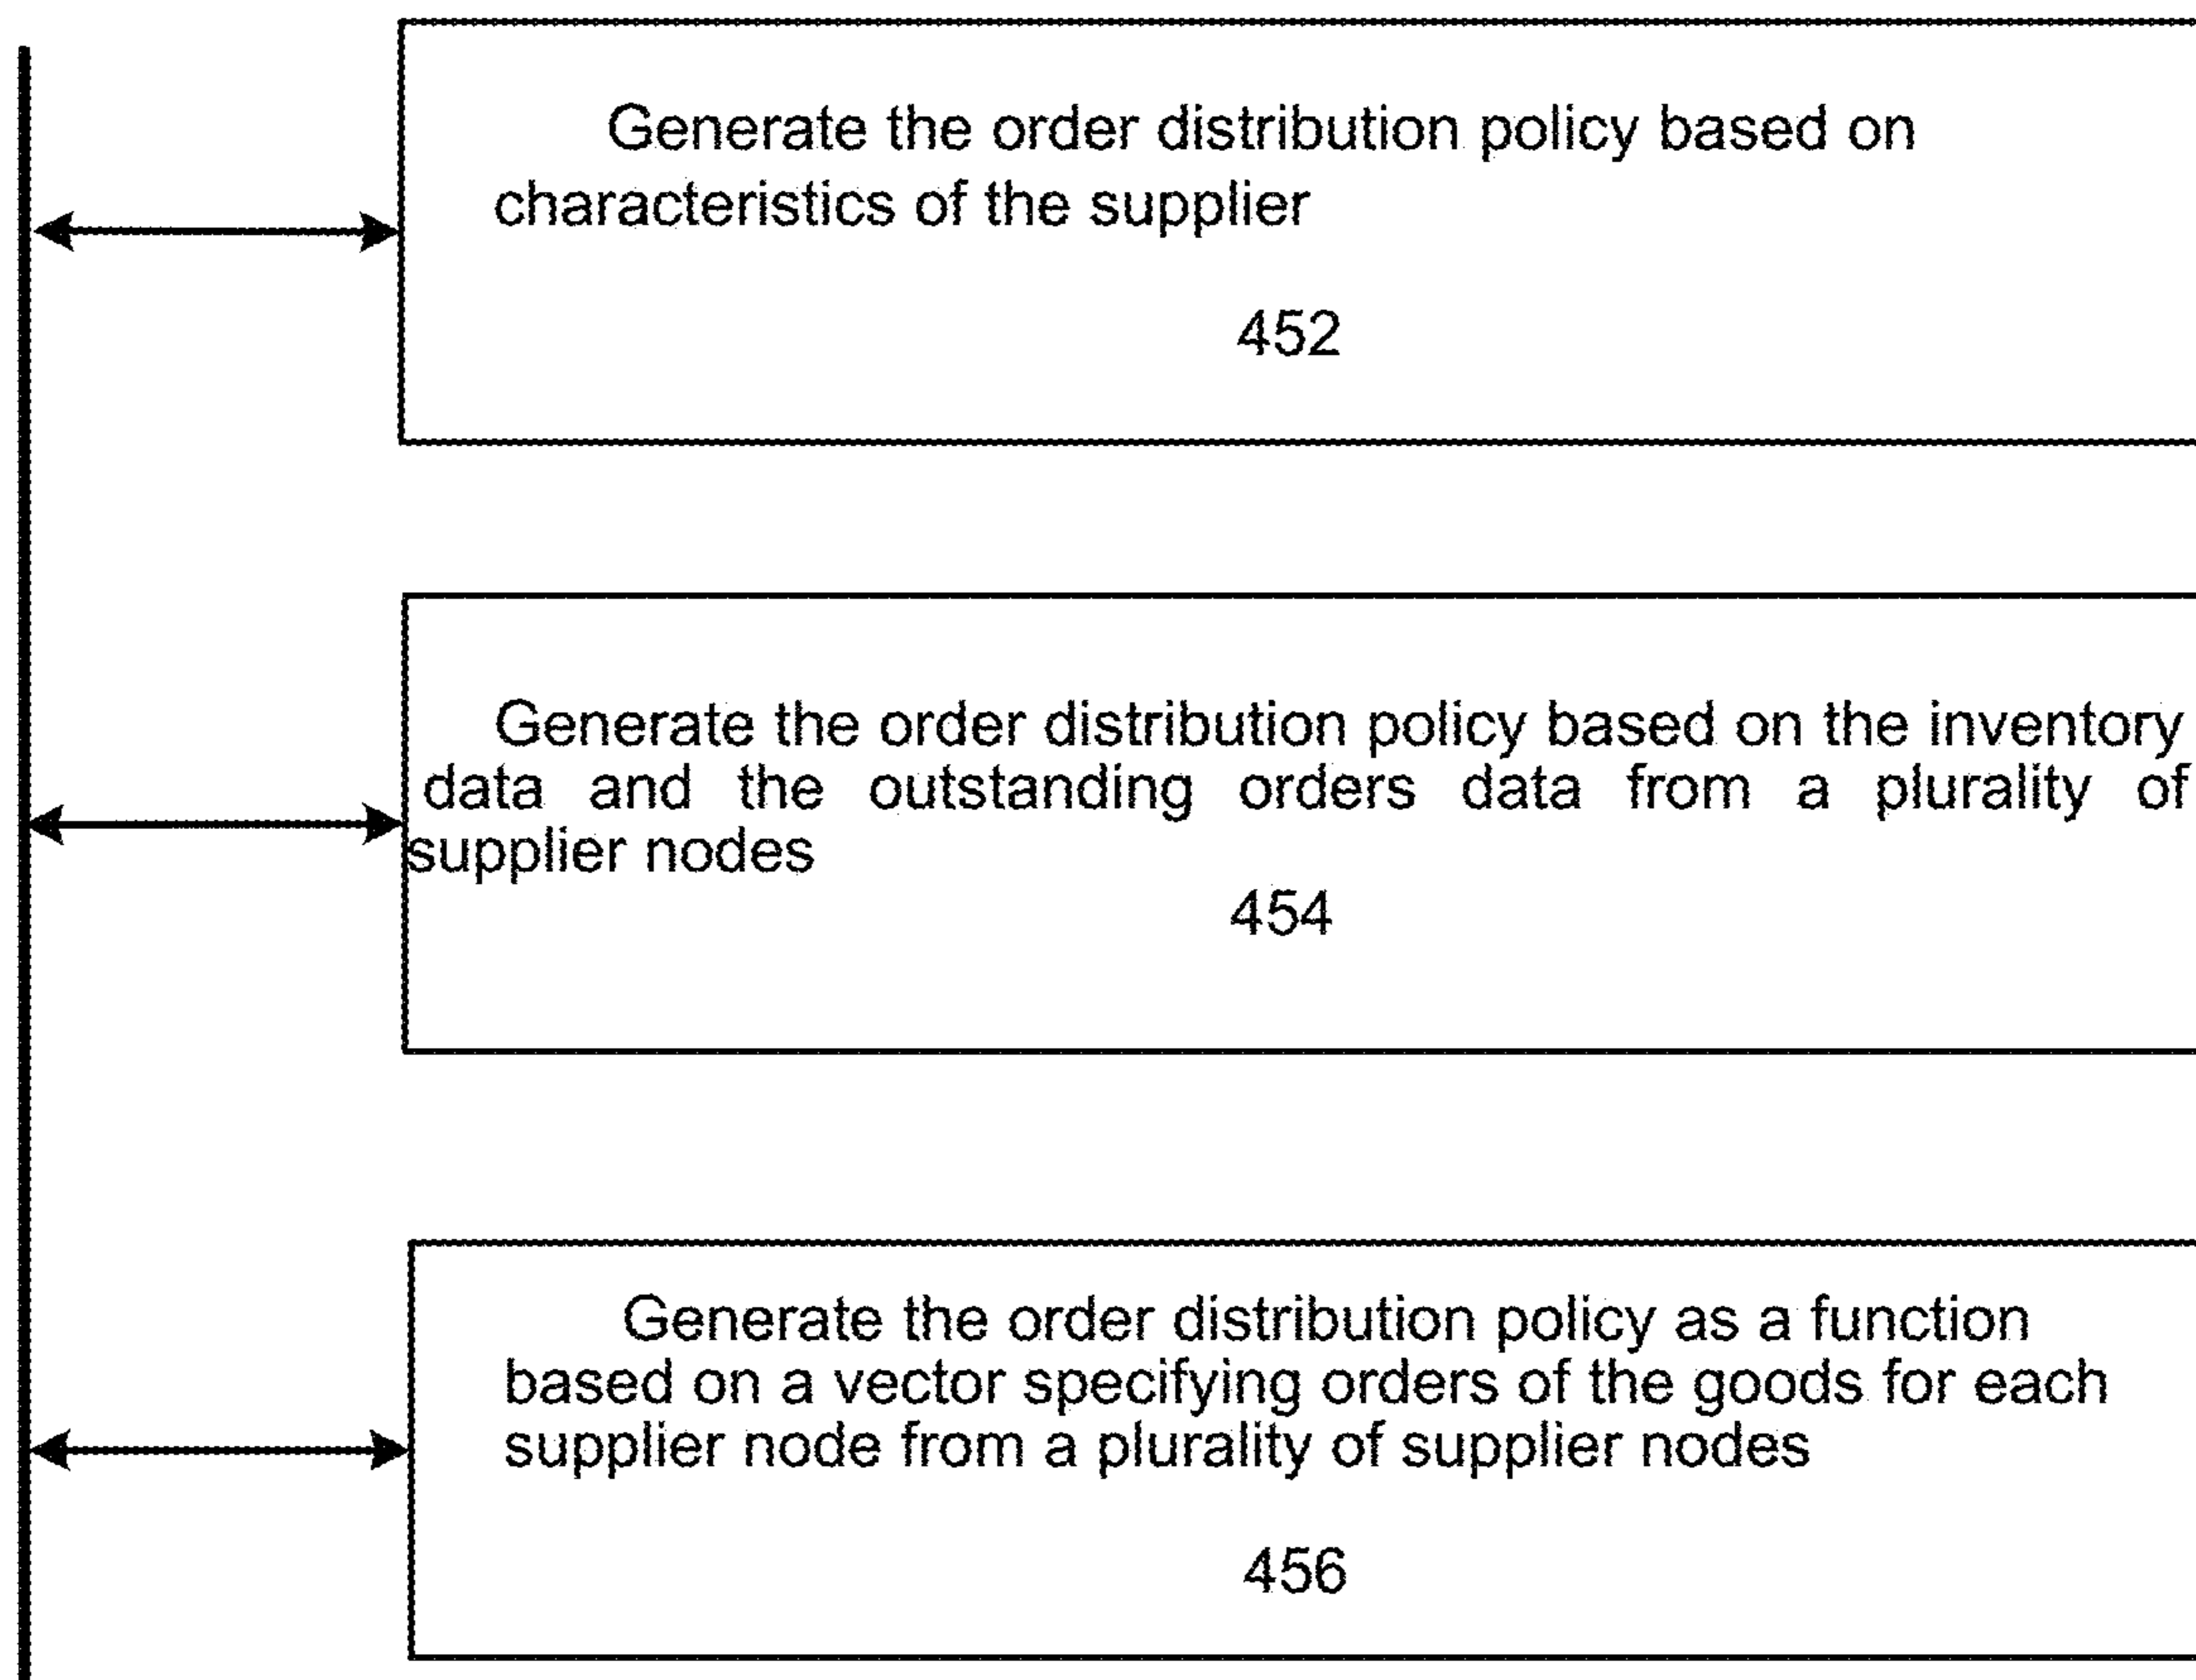 Generate the order distribution policy based on
characteristics of the supplier
452
Generate the order distribution policy based on the inventory
data and the outstanding orders data from a plurality of
supplier nodes
454
Generate the order distribution policy as a function
based on a vector specifying orders of the goods for each
supplier node from a plurality of supplier nodes
456